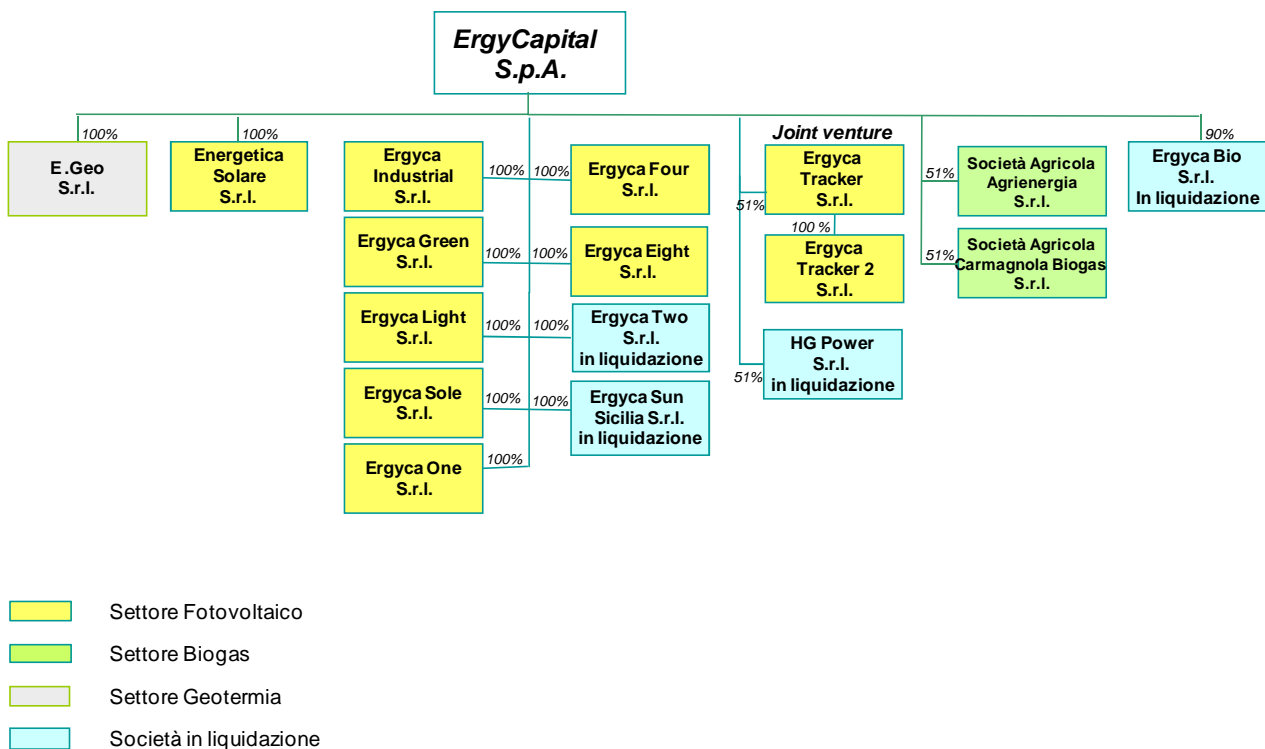 ErgyCapital
S.p.A.
100%
E .Geo
S.r.l.
100%
Energetica
Solare
S.r.l.
Ergyca
Industrial
S.r.l.
100%
100%
Ergyca Four
S.r.l.
Ergyca Green
S.r.l.
100%
100%
Ergyca Eight
S.r.l.
Ergyca Light
S.r.l.
100%
100%
Ergyca Two
S.r.l.
in liquidazione
Ergyca Sole
S.r.l.
100%
100%
Ergyca Sun
Sicilia S.r.l.
in liquidazione
Ergyca One
S.r.l.
100%
Joint venture
Ergyca
Tracker
S.r.l.
51%
100 %
Ergyca
Tracker 2
S.r.l.
HG Power
S.r.l.
in liquidazione
51%
51%
Società Agricola
Agrienergia
S.r.l.
51%
Società Agricola
Carmagnola Biogas
S.r.l.
90%
Ergyca Bio
S.r.l.
In liquidazione
Settore Fotovoltaico
Settore Biogas
Settore Geotermia
Società in liquidazione